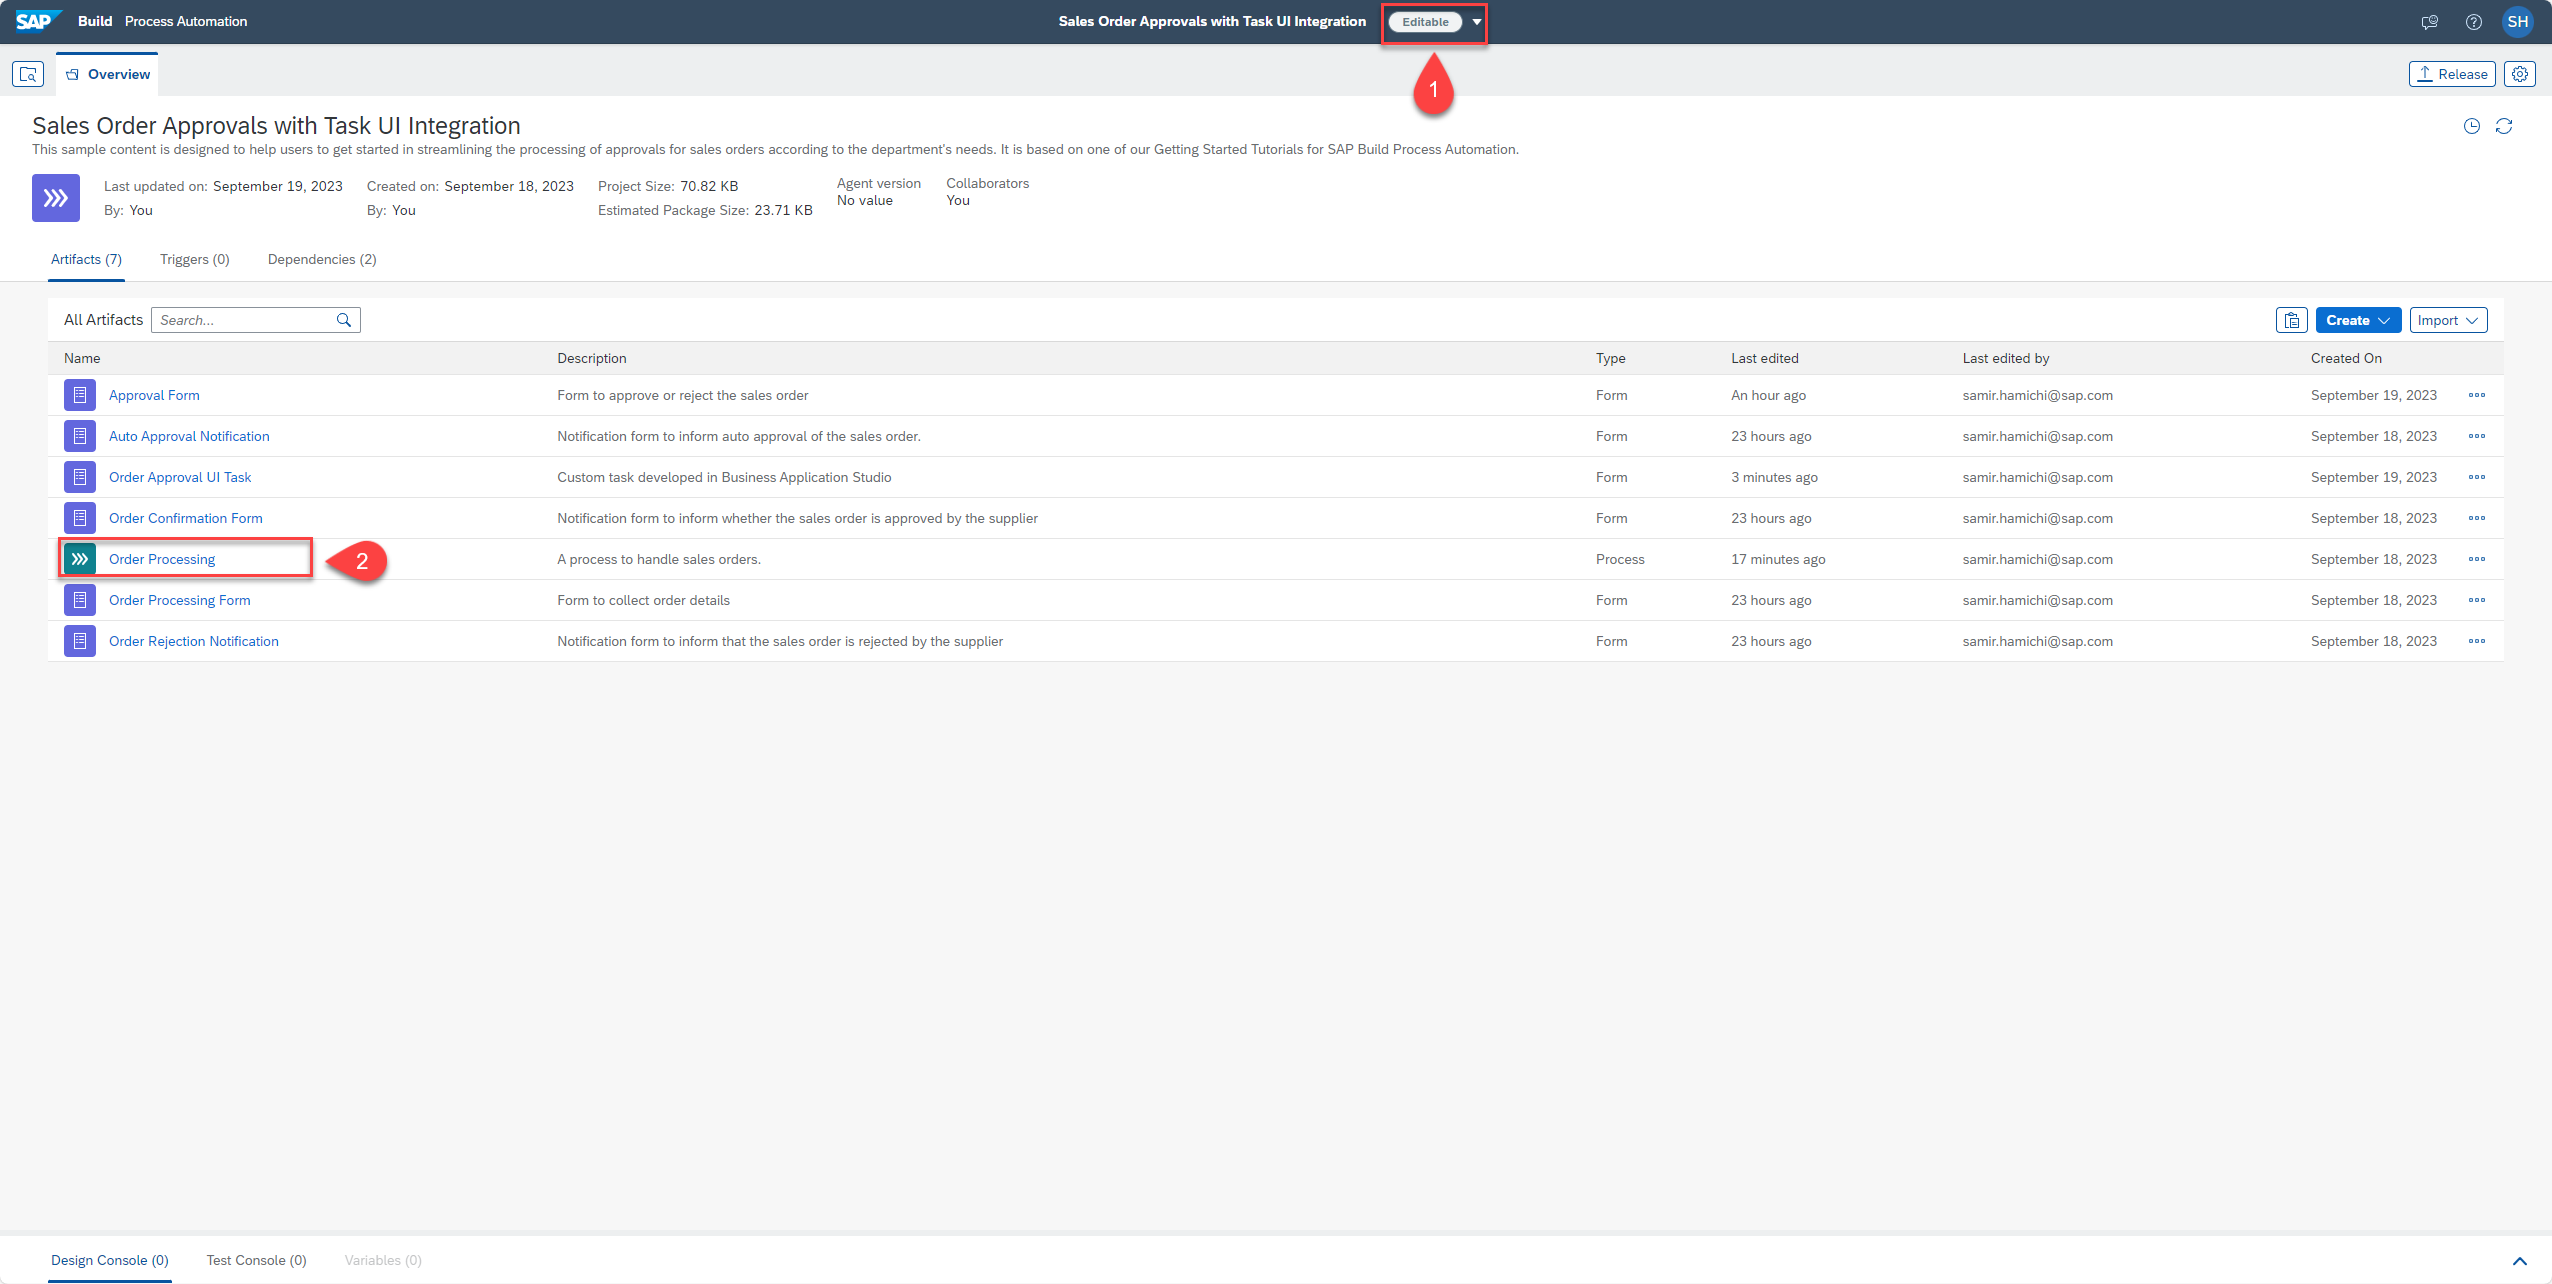 SAP Build Process Automation
Sales Order Approvals with Task UI Integration Editable
SH
1
Overview
Release
Sales Order Approvals with Task UI Integration
This sample content is designed to help users to get started in streamlining the processing of approvals for sales orders according to the department's needs. It is based on one of our Getting Started Tutorials for SAP Build Process Automation.
Last updated on: September 19, 2023 Created on: September 18, 2023 Project Size: 70.82 KB Agent version Collaborators
By: You By: You Estimated Package Size: 23.71 KB No value You
Artifacts (7) Triggers (0) Dependencies (2)
All Artifacts Search... Create Import
Name Description Type Last edited Last edited by Created On
Approval Form Form to approve or reject the sales order Form An hour ago samir.hamichi@sap.com September 19, 2023
Auto Approval Notification Notification form to inform auto approval of the sales order. Form 23 hours ago samir.hamichi@sap.com September 18, 2023
Order Approval UI Task Custom task developed in Business Application Studio Form 3 minutes ago samir.hamichi@sap.com September 19, 2023
Order Confirmation Form Notification form to inform whether the sales order is approved by the supplier Form 23 hours ago samir.hamichi@sap.com September 18, 2023
Order Processing 2 A process to handle sales orders. Process 17 minutes ago samir.hamichi@sap.com September 18, 2023
Order Processing Form Form to collect order details Form 23 hours ago samir.hamichi@sap.com September 18, 2023
Order Rejection Notification Notification form to inform that the sales order is rejected by the supplier Form 23 hours ago samir.hamichi@sap.com September 18, 2023
Design Console (0) Test Console (0) Variables (0)